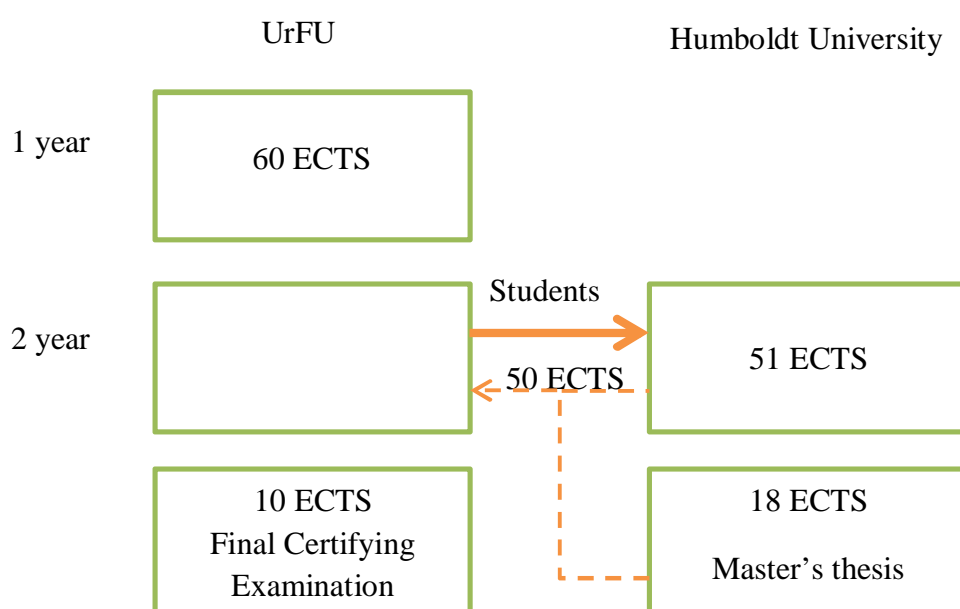 UrFU
Humboldt University
1 year
60 ECTS
Students
2 year
50 ECTS
51 ECTS
10 ECTS
Final Certifying
Examination
18 ECTS
Master’s thesis